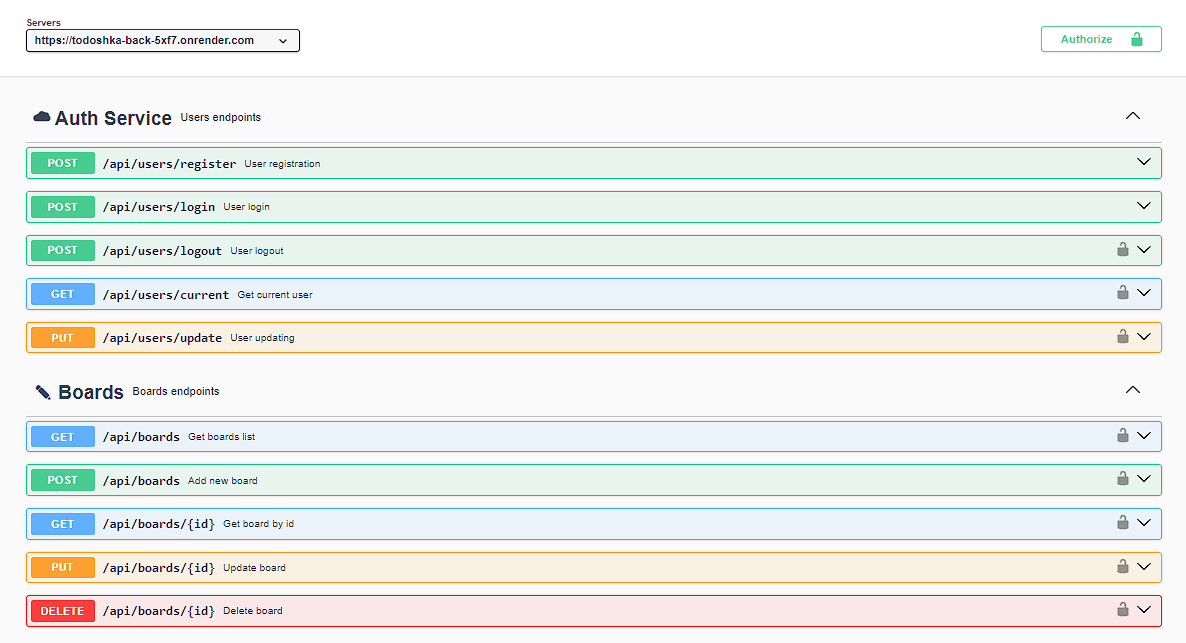 Servers
https://todoshka-back-5xf7.onrender.com
Authorize
Auth Service Users endpoints
POST /api/users/register User registration
POST /api/users/login User login
POST /api/users/logout User logout
GET /api/users/current Get current user
PUT /api/users/update User updating
Boards Boards endpoints
GET /api/boards Get boards list
POST /api/boards Add new board
GET /api/boards/{id} Get board by id
PUT /api/boards/{id} Update board
DELETE /api/boards/{id} Delete board